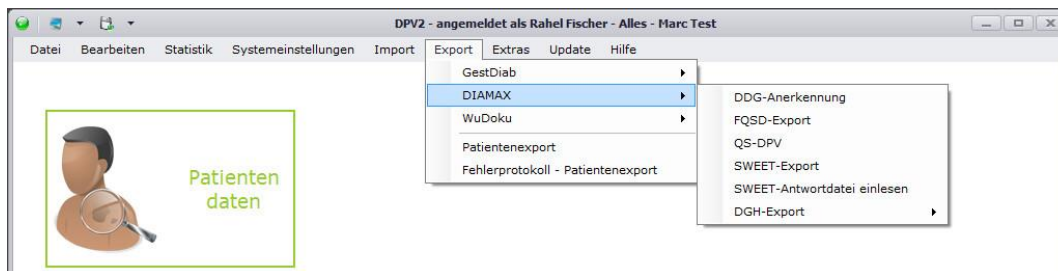 DPV2 - angemeldet als Rahel Fischer - Alles - Marc Test
Datei Bearbeiten Statistik Systemeinstellungen Import Export Extras Update Hilfe
GestDiab
DIAMAX
WuDoku
Patientenexport
Fehlerprotokoll - Patientenexport
DDG-Anerkennung
FQSD-Export
QS-DPV
SWEET-Export
SWEET-Antwortdatei einlesen
DGH-Export
Patienten
daten